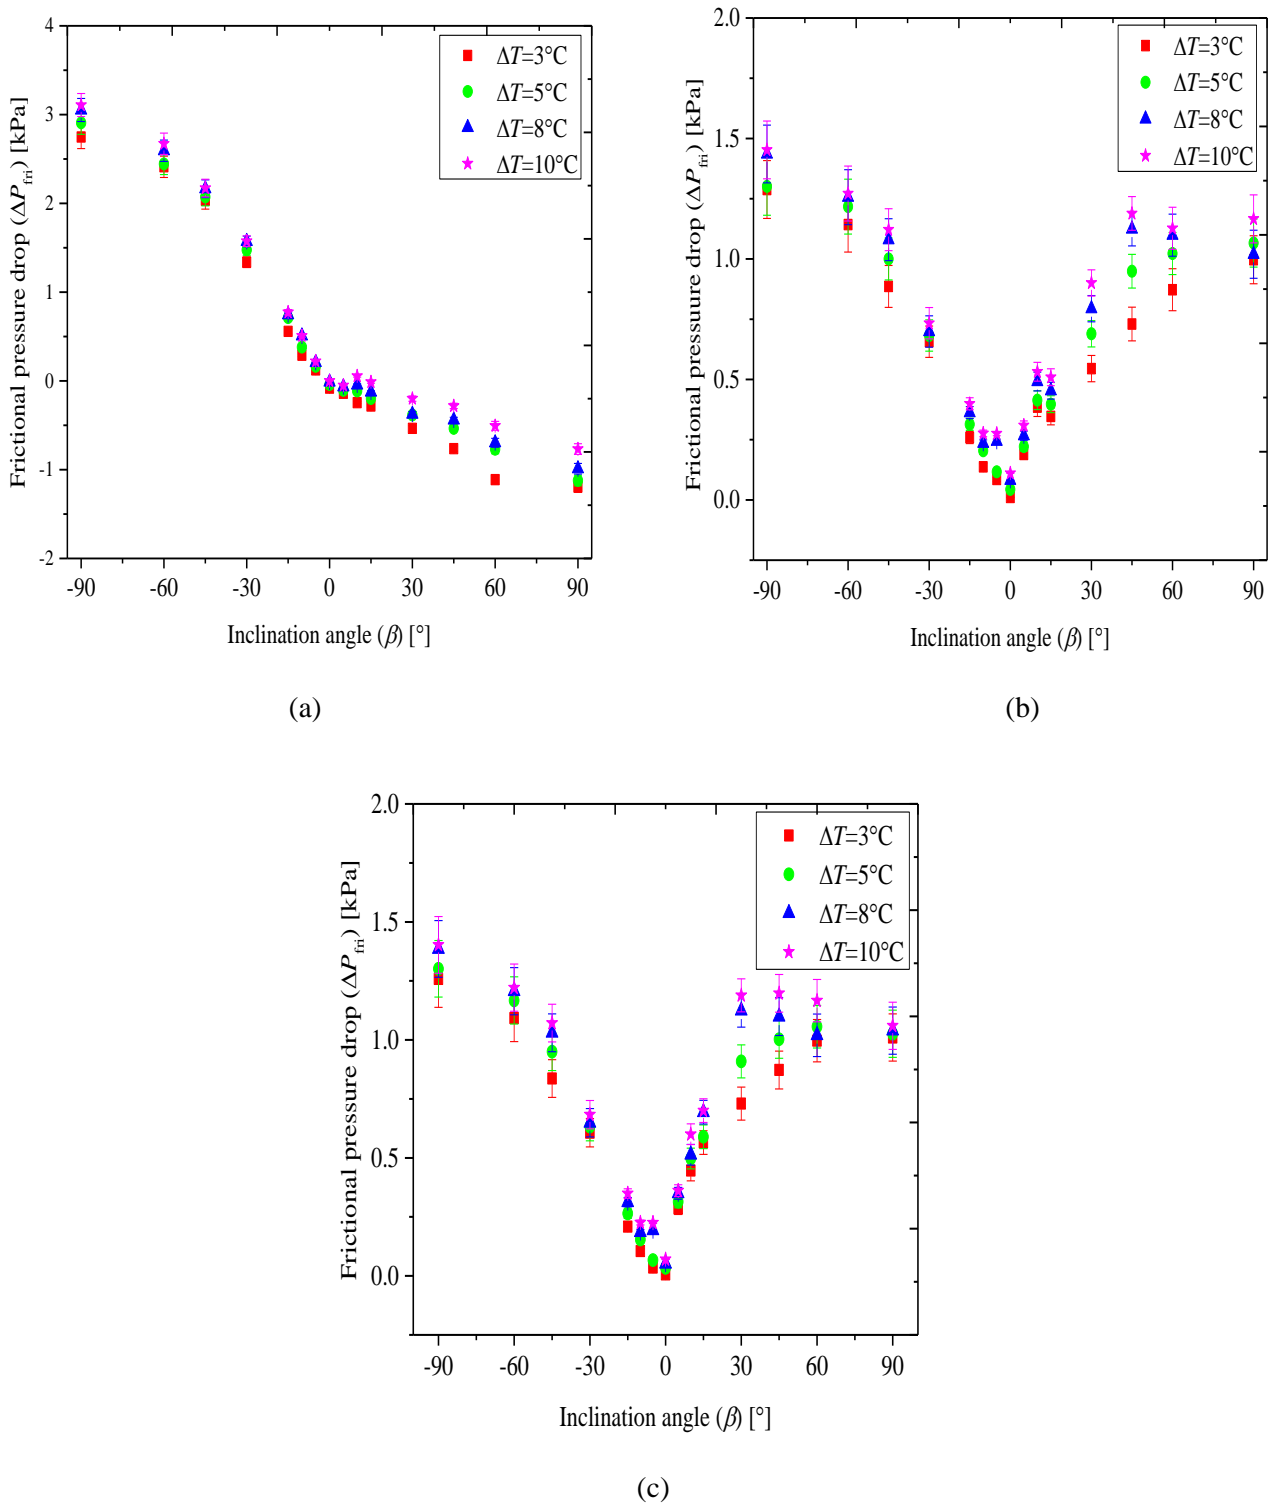 4
3
2
1
0
-1
-2
Frictional pressure drop (ΔP_fri) [kPa]
ΔT=3°C
ΔT=5°C
ΔT=8°C
ΔT=10°C
-90 -60 -30 0 30 60 90
Inclination angle (β) [°]
(a)
2.0
1.5
1.0
0.5
0.0
Frictional pressure drop (ΔP_fri) [kPa]
ΔT=3°C
ΔT=5°C
ΔT=8°C
ΔT=10°C
-90 -60 -30 0 30 60 90
Inclination angle (β) [°]
(b)
2.0
1.5
1.0
0.5
0.0
Frictional pressure drop (ΔP_fri) [kPa]
ΔT=3°C
ΔT=5°C
ΔT=8°C
ΔT=10°C
-90 -60 -30 0 30 60 90
Inclination angle (β) [°]
(c)